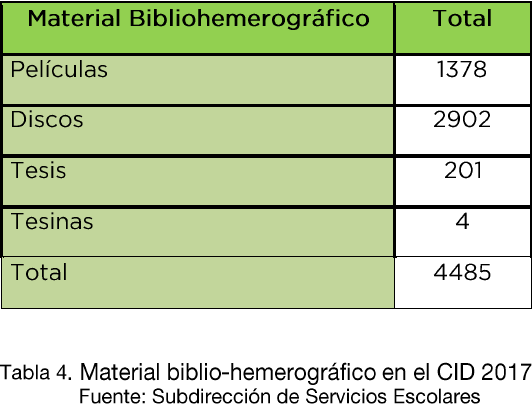 Material Bibliohemerográfico Total
Películas 1378
Discos 2902
Tesis 201
Tesinas 4
Total 4485
Tabla 4. Material biblio-hemerográfico en el CID 2017
Fuente: Subdirección de Servicios Escolares